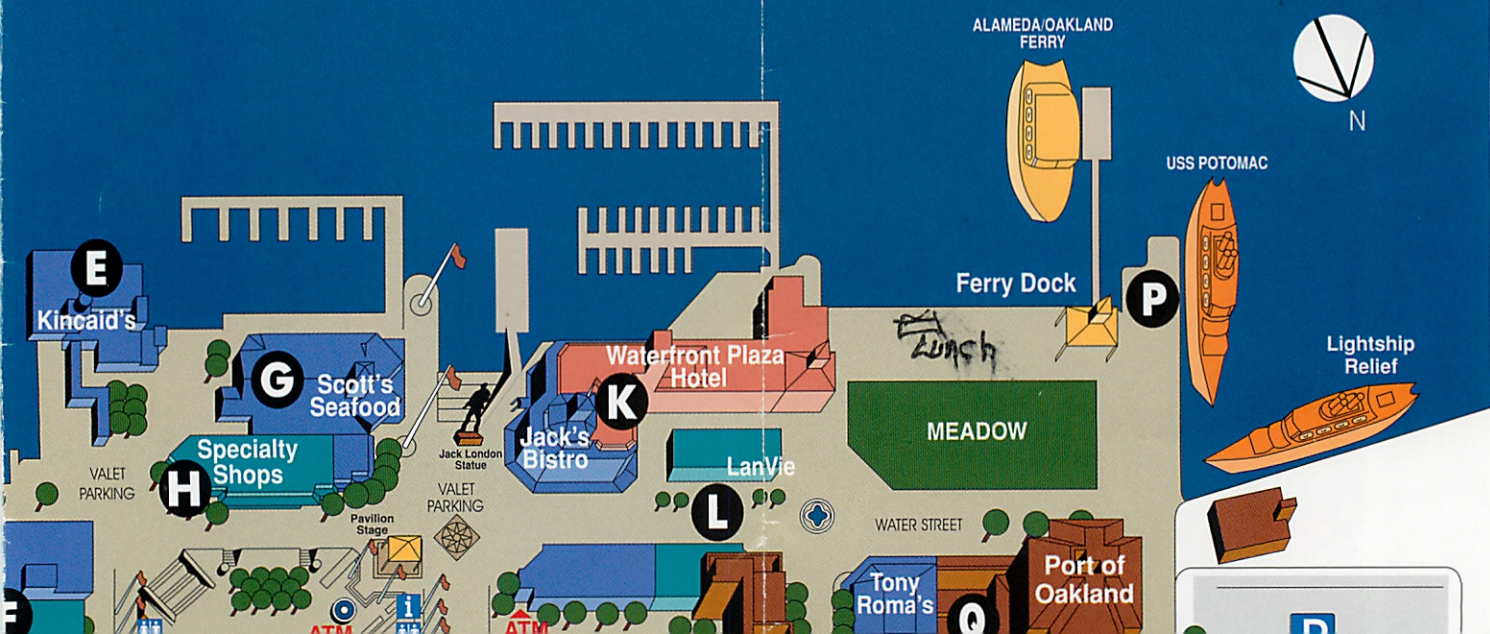 ALAMEDA/OAKLAND
FERRY
N
USS POTOMAC
E
Kincaid's
Ferry Dock
P
Lunch
Lightship
Relief
G
Scott's
Seafood
Waterfront Plaza
Hotel
K
Jack's
Bistro
Jack London
Statue
MEADOW
Specialty
Shops
H
VALET
PARKING
LanVie
L
VALET
PARKING
Pavilion
Stage
WATER STREET
Port of
Oakland
Tony
Roma's
Q
F
i
ATM
ATM
P